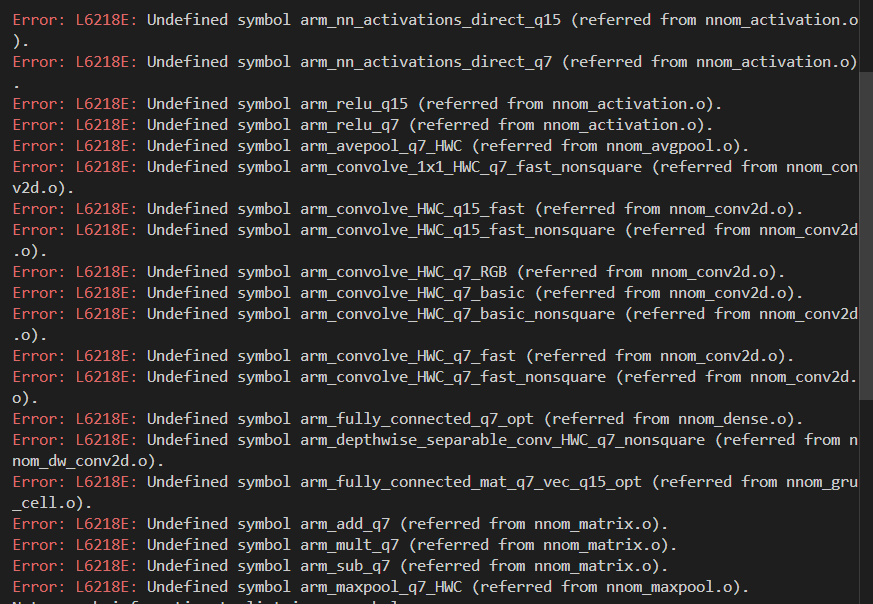 Error: L6218E: Undefined symbol arm_nn_activations_direct_q15 (referred from nnom_activation.o
).
Error: L6218E: Undefined symbol arm_nn_activations_direct_q7 (referred from nnom_activation.o)
.
Error: L6218E: Undefined symbol arm_relu_q15 (referred from nnom_activation.o).
Error: L6218E: Undefined symbol arm_relu_q7 (referred from nnom_activation.o).
Error: L6218E: Undefined symbol arm_avepool_q7_HWC (referred from nnom_avgpool.o).
Error: L6218E: Undefined symbol arm_convolve_1x1_HWC_q7_fast_nonsquare (referred from nnom_con
v2d.o).
Error: L6218E: Undefined symbol arm_convolve_HWC_q15_fast (referred from nnom_conv2d.o).
Error: L6218E: Undefined symbol arm_convolve_HWC_q15_fast_nonsquare (referred from nnom_conv2d
.o).
Error: L6218E: Undefined symbol arm_convolve_HWC_q7_RGB (referred from nnom_conv2d.o).
Error: L6218E: Undefined symbol arm_convolve_HWC_q7_basic (referred from nnom_conv2d.o).
Error: L6218E: Undefined symbol arm_convolve_HWC_q7_basic_nonsquare (referred from nnom_conv2d
.o).
Error: L6218E: Undefined symbol arm_convolve_HWC_q7_fast (referred from nnom_conv2d.o).
Error: L6218E: Undefined symbol arm_convolve_HWC_q7_fast_nonsquare (referred from nnom_conv2d.
o).
Error: L6218E: Undefined symbol arm_fully_connected_q7_opt (referred from nnom_dense.o).
Error: L6218E: Undefined symbol arm_depthwise_separable_conv_HWC_q7_nonsquare (referred from n
nom_dw_conv2d.o).
Error: L6218E: Undefined symbol arm_fully_connected_mat_q7_vec_q15_opt (referred from nnom_gru
_cell.o).
Error: L6218E: Undefined symbol arm_add_q7 (referred from nnom_matrix.o).
Error: L6218E: Undefined symbol arm_mult_q7 (referred from nnom_matrix.o).
Error: L6218E: Undefined symbol arm_sub_q7 (referred from nnom_matrix.o).
Error: L6218E: Undefined symbol arm_maxpool_q7_HWC (referred from nnom_maxpool.o).